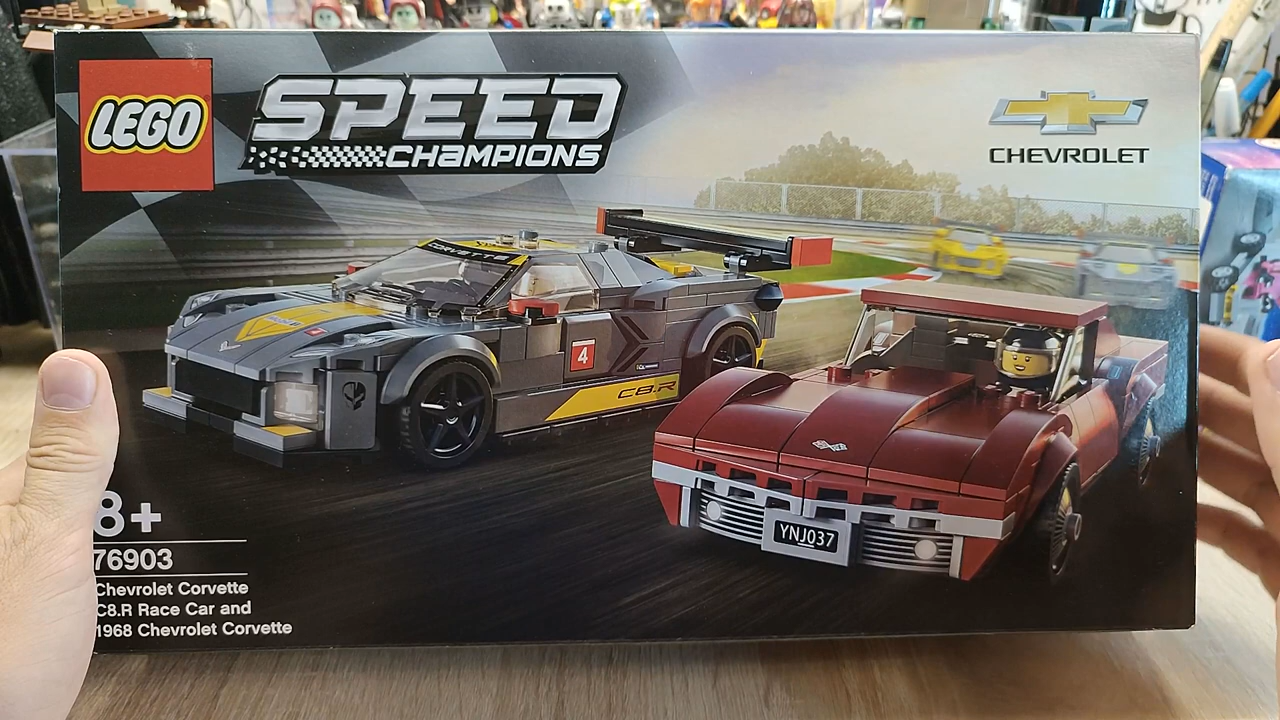 LEGO
SPEED
CHAMPIONS
CHEVROLET
CORVETTE
4
C8.R
YNJ037
8+
76903
Chevrolet Corvette
C8.R Race Car and
1968 Chevrolet Corvette